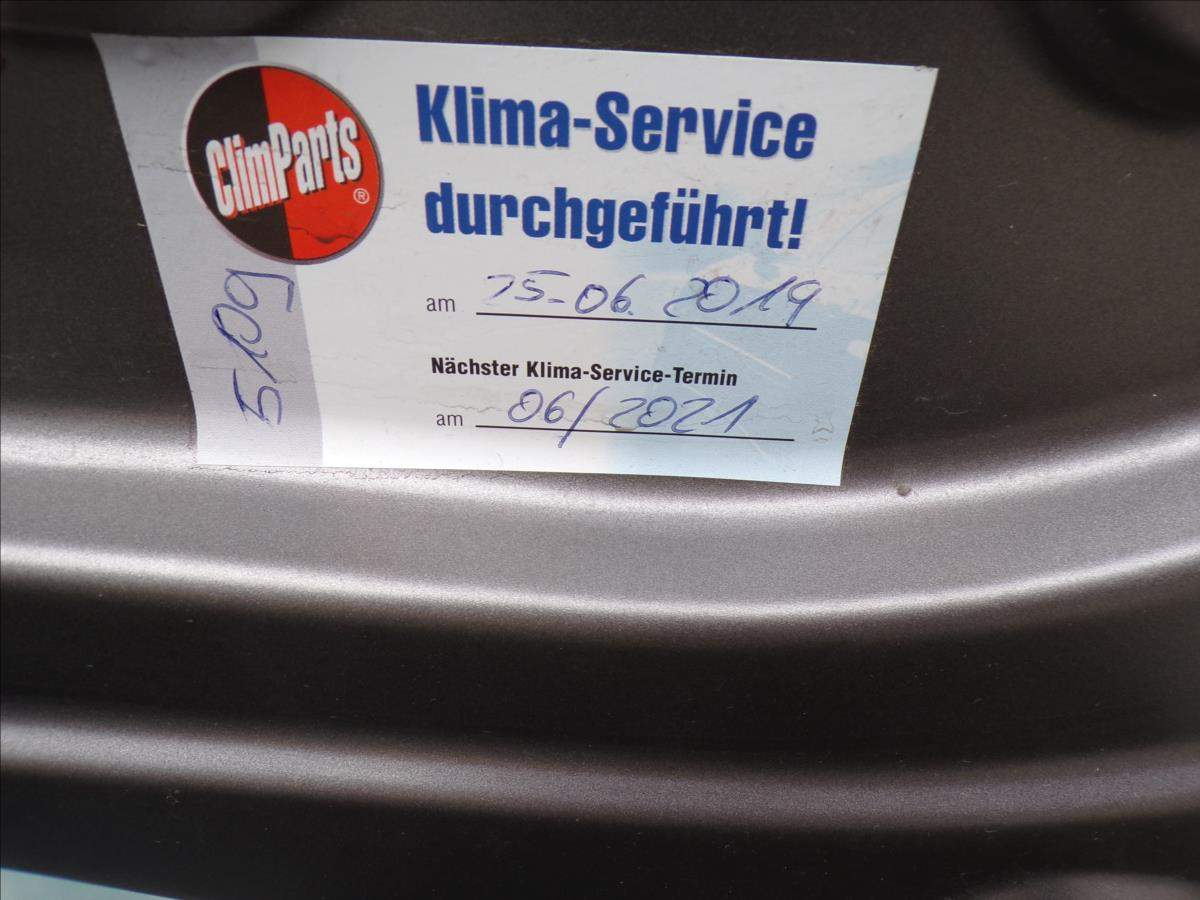 ClimParts
®
Klima-Service
durchgeführt!
am 25-06.2019
Nächster Klima-Service-Termin
am 06/2021
510g